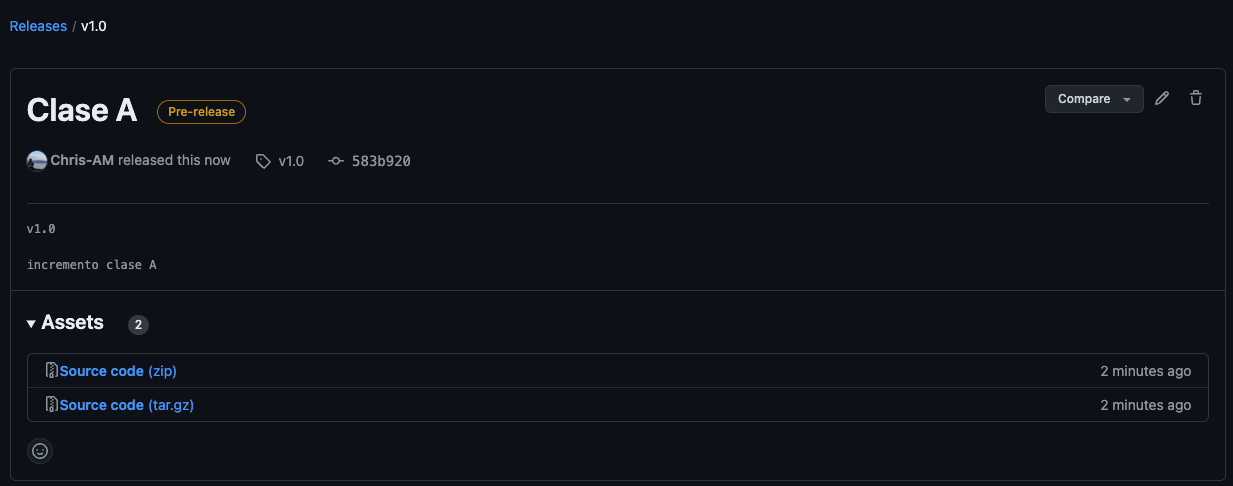 Releases / v1.0
Clase A Pre-release Compare
Chris-AM released this now v1.0 583b920
v1.0
incremento clase A
Assets 2
Source code (zip) 2 minutes ago
Source code (tar.gz) 2 minutes ago